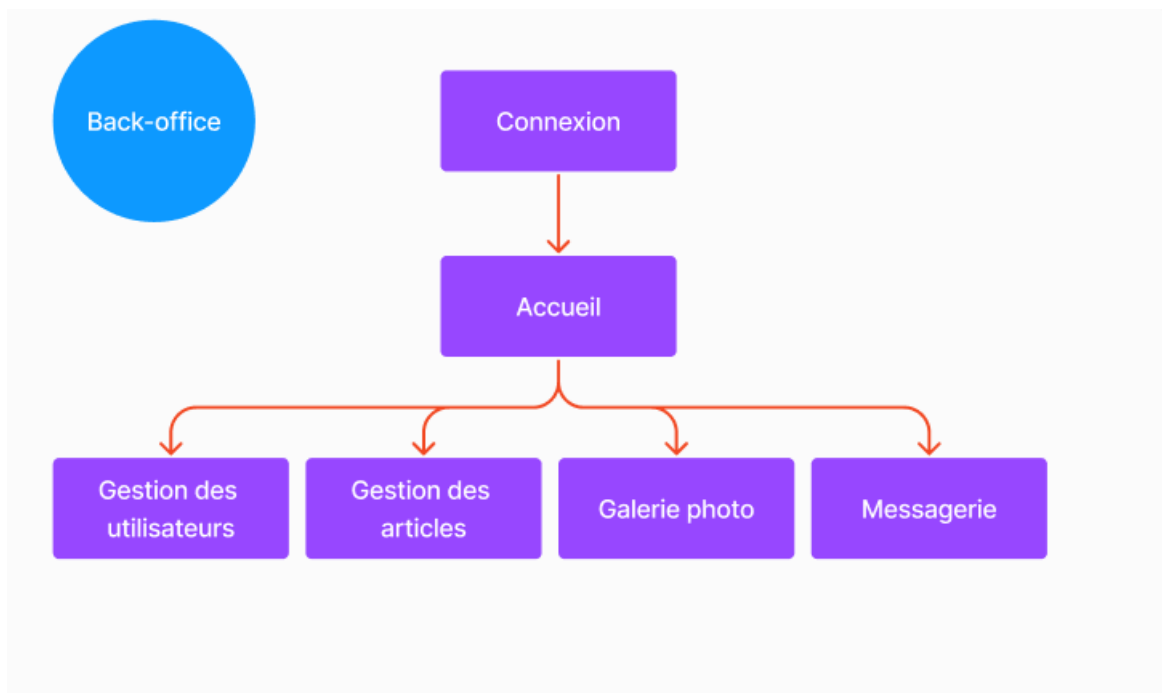 Back-office
Connexion
Accueil
Gestion des
utilisateurs
Gestion des
articles
Galerie photo
Messagerie